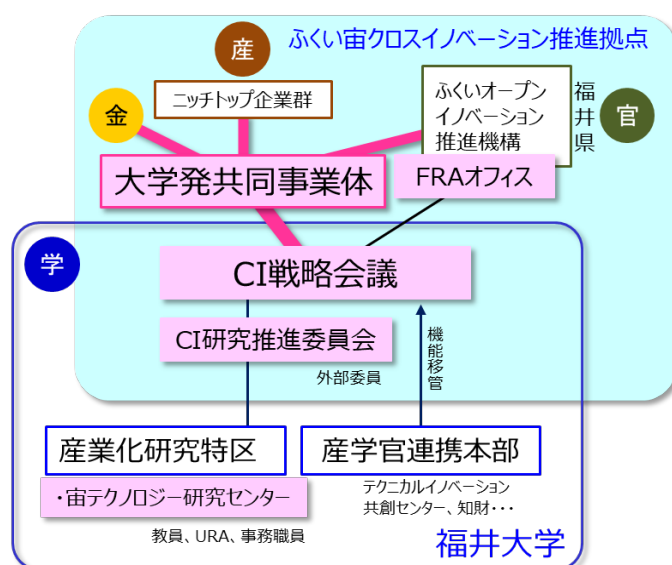 ふくい宙クロスイノベーション推進拠点
産
ニッチトップ企業群
金
ふくいオープン
イノベーション
推進機構
福井県
官
大学発共同事業体
FRAオフィス
学
CI戦略会議
CI研究推進委員会
外部委員
機能移管
産業化研究特区
・宙テクノロジー研究センター
教員、URA、事務職員
産学官連携本部
テクニカルイノベーション
共創センター、知財・・・
福井大学